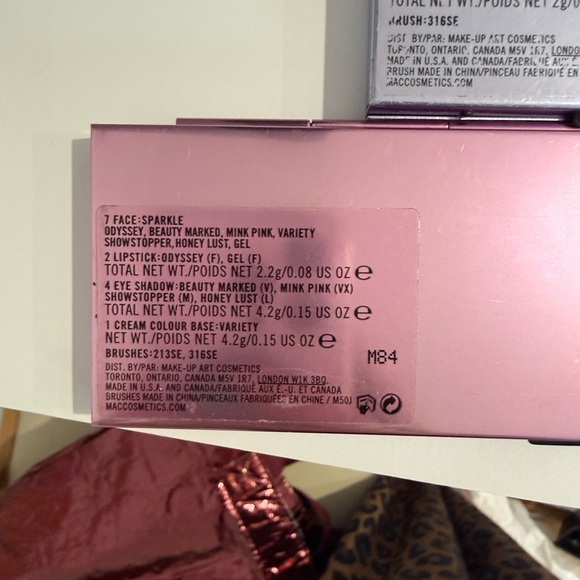 TOTAL NET WT./POIDS NET 2g/0
BRUSH:316SE
DIST. BY/PAR: MAKE-UP ART COSMETICS
TORONTO, ONTARIO, CANADA M5V 1R7, LONDO
MADE IN U.S.A. AND CANADA/FABRIQUÉ AUX É.
BRUSH MADE IN CHINA/PINCEAU FABRIQUÉ EN
MACCOSMETICS.COM
7 FACE:SPARKLE
ODYSSEY, BEAUTY MARKED, MINK PINK, VARIETY
SHOWSTOPPER,HONEY LUST, GEL
2 LIPSTICK:ODYSSEY (F), GEL (F)
TOTAL NET WT./POIDS NET 2.2g/0.08 US OZ e
4 EYE SHADOW:BEAUTY MARKED (V), MINK PINK (VX)
SHOWSTOPPER (M), HONEY LUST (L)
TOTAL NET WT./POIDS NET 4.2g/0.15 US OZ e
1 CREAM COLOUR BASE:VARIETY
NET WT./POIDS NET 4.2g/0.15 US OZ e
BRUSHES:213SE, 316SE
M84
DIST. BY/PAR: MAKE-UP ART COSMETICS
TORONTO, ONTARIO, CANADA M5V 1R7, LONDON W1K 3BQ.
MADE IN U.S.A. AND CANADA/FABRIQUÉ AUX É.-U. ET CANADA
BRUSHES MADE IN CHINA/PINCEAUX FABRIQUÉES EN CHINE / M50J
MACCOSMETICS.COM